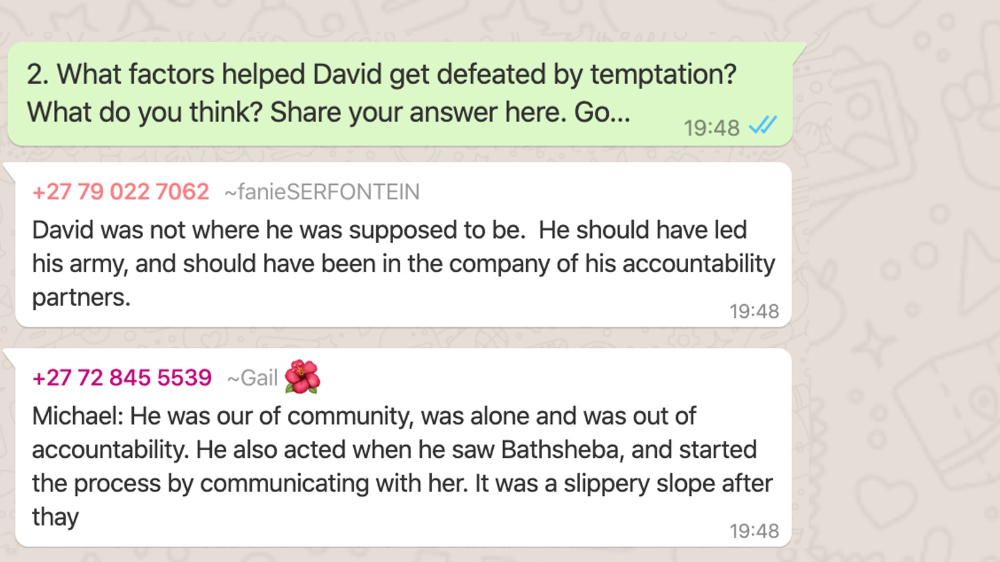 2. What factors helped David get defeated by temptation?
What do you think? Share your answer here. Go...
19:48
+27 79 022 7062 ~fanieSERFONTEIN
David was not where he was supposed to be.  He should have led
his army, and should have been in the company of his accountability
partners.
19:48
+27 72 845 5539 ~Gail 🌺
Michael: He was our of community, was alone and was out of
accountability. He also acted when he saw Bathsheba, and started
the process by communicating with her. It was a slippery slope after
thay
19:48